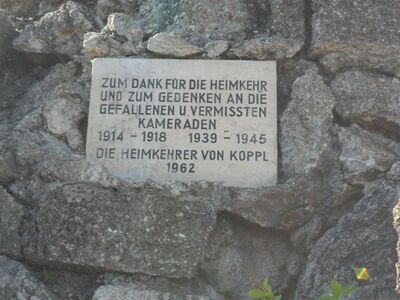 ZUM DANK FÜR DIE HEIMKEHR
UND ZUM GEDENKEN AN DIE
GEFALLENEN U. VERMISSTEN
KAMERADEN
1914 - 1918 1939 - 1945
DIE HEIMKEHRER VON KOPPL
1962